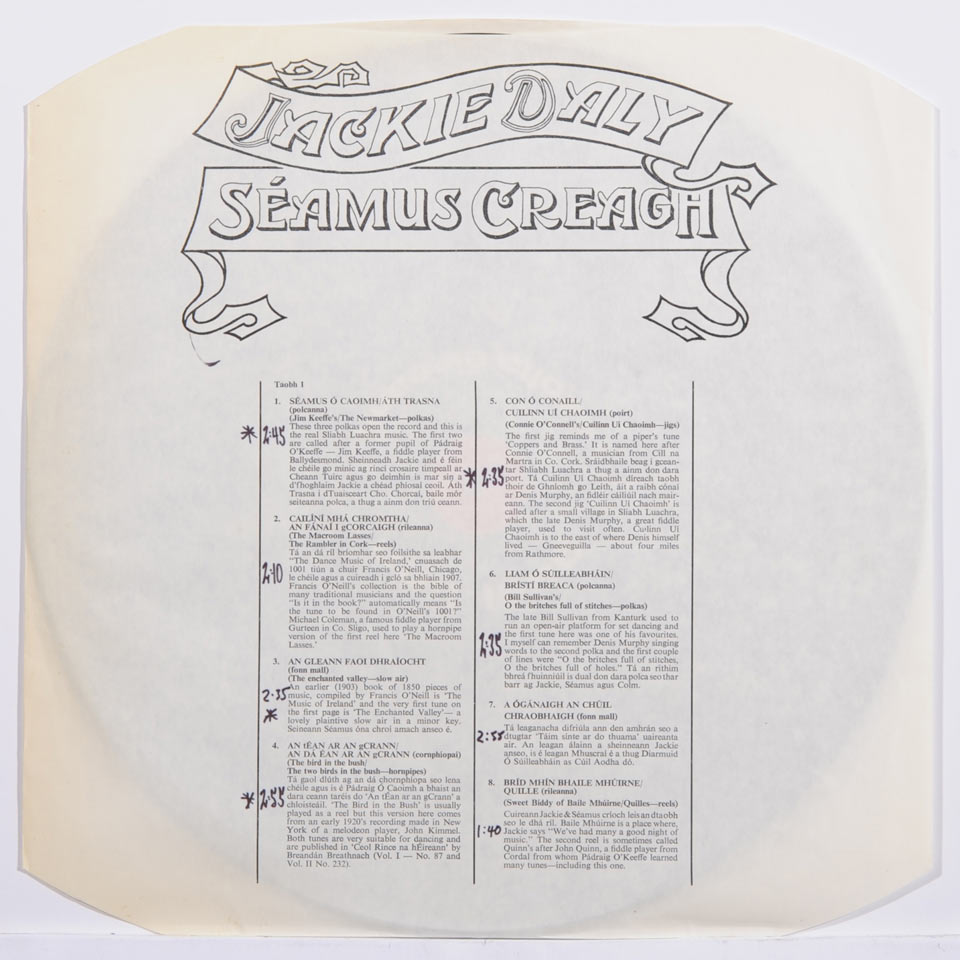 JACKIE DALY
SÉAMUS CREAGH
Taobh 1
1. SÉAMUS Ó CAOIMH/ÁTH TRASNA
(polcanna)
(Jim Keeffe's/The Newmarket—polkas)
These three polkas open the record and this is
* 2:45 the real Sliabh Luachra music. The first two
are called after a former pupil of Pádraig
O'Keeffe — Jim Keeffe, a fiddle player from
Ballydesmond. Sheinneadh Jackie and é féin
le chéile go minic ag rincí crosaire timpeall ar
Cheann Tuirc agus go deimhin is mar sin a
d'fhoghlaim Jackie a chéad phíosaí ceoil. Áth
Trasna i dTuaisceart Cho. Chorcaí, baile mór
seiteanna polca, a thug a ainm don tríú ceann.
2. CAILÍNÍ MHÁ CHROMTHA/
AN FÁNAÍ I gCORCAIGH (rileanna)
(The Macroom Lasses/
The Rambler in Cork—reels)
Tá an dá ríl bríomhar seo foilsithe sa leabhar
"The Dance Music of Ireland,' cnuasach de
2:10 1001 tiún a chuir Francis O'Neill, Chicago,
le chéile agus a cuireadh i gcló sa bhliain 1907.
Francis O'Neill's collection is the bible of
many traditional musicians and the question
"Is it in the book?" automatically means "Is
the tune to be found in O'Neill's 1001?"
Michael Coleman, a famous fiddle player from
Gurteen in Co. Sligo, used to play a hornpipe
version of the first reel here 'The Macroom
Lasses.'
3. AN GLEANN FAOI DHRAÍOCHT
(fonn mall)
(The enchanted valley—slow air)
An earlier (1903) book of 1850 pieces of
2:35 music, compiled by Francis O'Neill is 'The
Music of Ireland' and the very first tune on
* the first page is 'The Enchanted Valley'— a
lovely plaintive slow air in a minor key.
Seineann Séamus óna chroí amach anseo é.
4. AN tÉAN AR AN gCRANN/
AN DÁ ÉAN AR AN gCRANN (cornphíopaí)
(The bird in the bush/
The two birds in the bush—hornpipes)
Tá gaol dlúth ag an dá chornphíopa seo lena
chéile agus is é Pádraig Ó Caoimh a bhaist an
* 2:55 dara ceann taréis do 'An tÉan ar an gCrann' a
chloisteáil. 'The Bird in the Bush' is usually
played as a reel but this version here comes
from an early 1920's recording made in New
York of a melodeon player, John Kimmel.
Both tunes are very suitable for dancing and
are published in 'Ceol Rince na hÉireann' by
Breandán Breathnach (Vol. I — No. 87 and
Vol. II No. 232).
5. CON Ó CONAILL/
CUILINN UÍ CHAOIMH (poirt)
(Connie O'Connell's/Cuilinn Uí Chaoimh—jigs)
The first jig reminds me of a piper's tune
'Coppers and Brass.' It is named here after
Connie O'Connell, a musician from Cill na
Martra in Co. Cork. Sráidbhaile beag i gcean-
tar Shliabh Luachra a thug a ainm don dara
* 2:35 port. Tá Cuilinn Uí Chaoimh díreach taobh
thoir de Ghníomh go Leith, áit a raibh cónaí
ar Denis Murphy, an fidléir cáiliúil nach mair-
eann. The second jig 'Cuilinn Uí Chaoimh' is
called after a small village in Sliabh Luachra,
which the late Denis Murphy, a great fiddle
player, used to visit often. Cuilinn Uí
Chaoimh is to the east of where Denis himself
lived — Gneeveguilla — about four miles
from Rathmore.
6. LIAM Ó SÚILLEABHÁIN/
BRÍSTÍ BREACA (polcanna)
(Bill Sullivan's/
O the britches full of stitches—polkas)
The late Bill Sullivan from Kanturk used to
run an open-air platform for set dancing and
the first tune here was one of his favourites.
2:35 I myself can remember Denis Murphy singing
words to the second polka and the first couple
of lines were "O the britches full of stitches,
O the britches full of holes." Tá an rithim
bhreá fhuinniúil is dual don dara polca seo thar
barr ag Jackie, Séamus agus Colm.
7. A ÓGÁNAIGH AN CHÚIL
CHRAOBHAIGH (fonn mall)
Tá leaganacha difriúla ann den amhrán seo a
2:55 dtugtar 'Táim sínte ar do thuama' uaireanta
air. An leagan álainn a sheinneann Jackie
anseo, is é leagan Mhuscraí é a thug Diarmuid
Ó Súilleabháin as Cúil Aodha dó.
8. BRÍD MHÍN BHAILE MHÚIRNE/
QUILLE (rileanna)
(Sweet Biddy of Baile Mhúirne/Quilles—reels)
Cuireann Jackie & Séamus críoch leis an dtaobh
seo le dhá ríl. Baile Mhúirne is a place where,
1:40 Jackie says "We've had many a good night of
music." The second reel is sometimes called
Quinn's after John Quinn, a fiddle player from
Cordal from whom Pádraig O'Keeffe learned
many tunes—including this one.